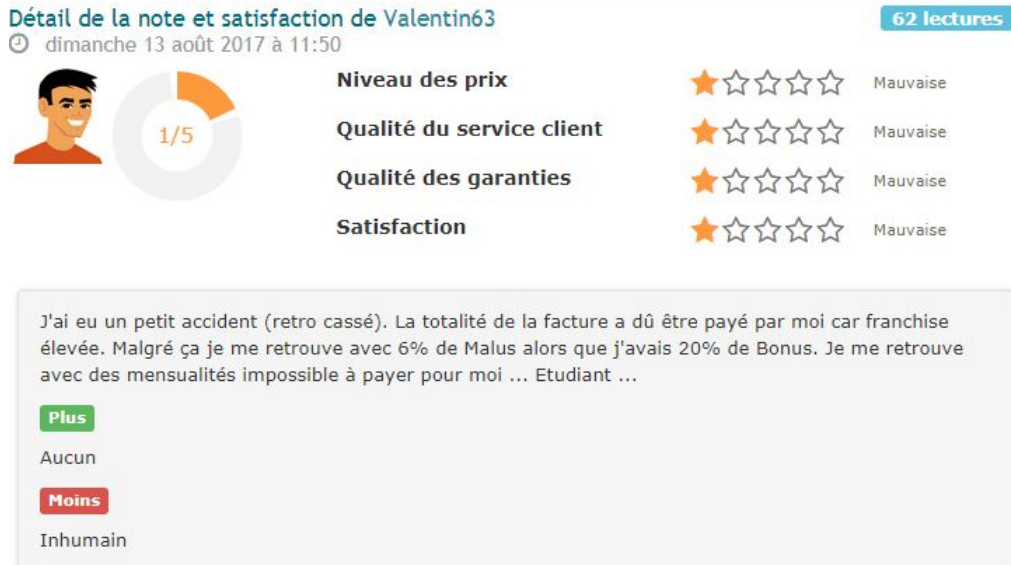 Détail de la note et satisfaction de Valentin63
62 lectures
dimanche 13 août 2017 à 11:50
1/5
Niveau des prix Mauvaise
Qualité du service client Mauvaise
Qualité des garanties Mauvaise
Satisfaction Mauvaise
J'ai eu un petit accident (retro cassé). La totalité de la facture a dû être payé par moi car franchise
élevée. Malgré ça je me retrouve avec 6% de Malus alors que j'avais 20% de Bonus. Je me retrouve
avec des mensualités impossible à payer pour moi ... Etudiant ...
Plus
Aucun
Moins
Inhumain